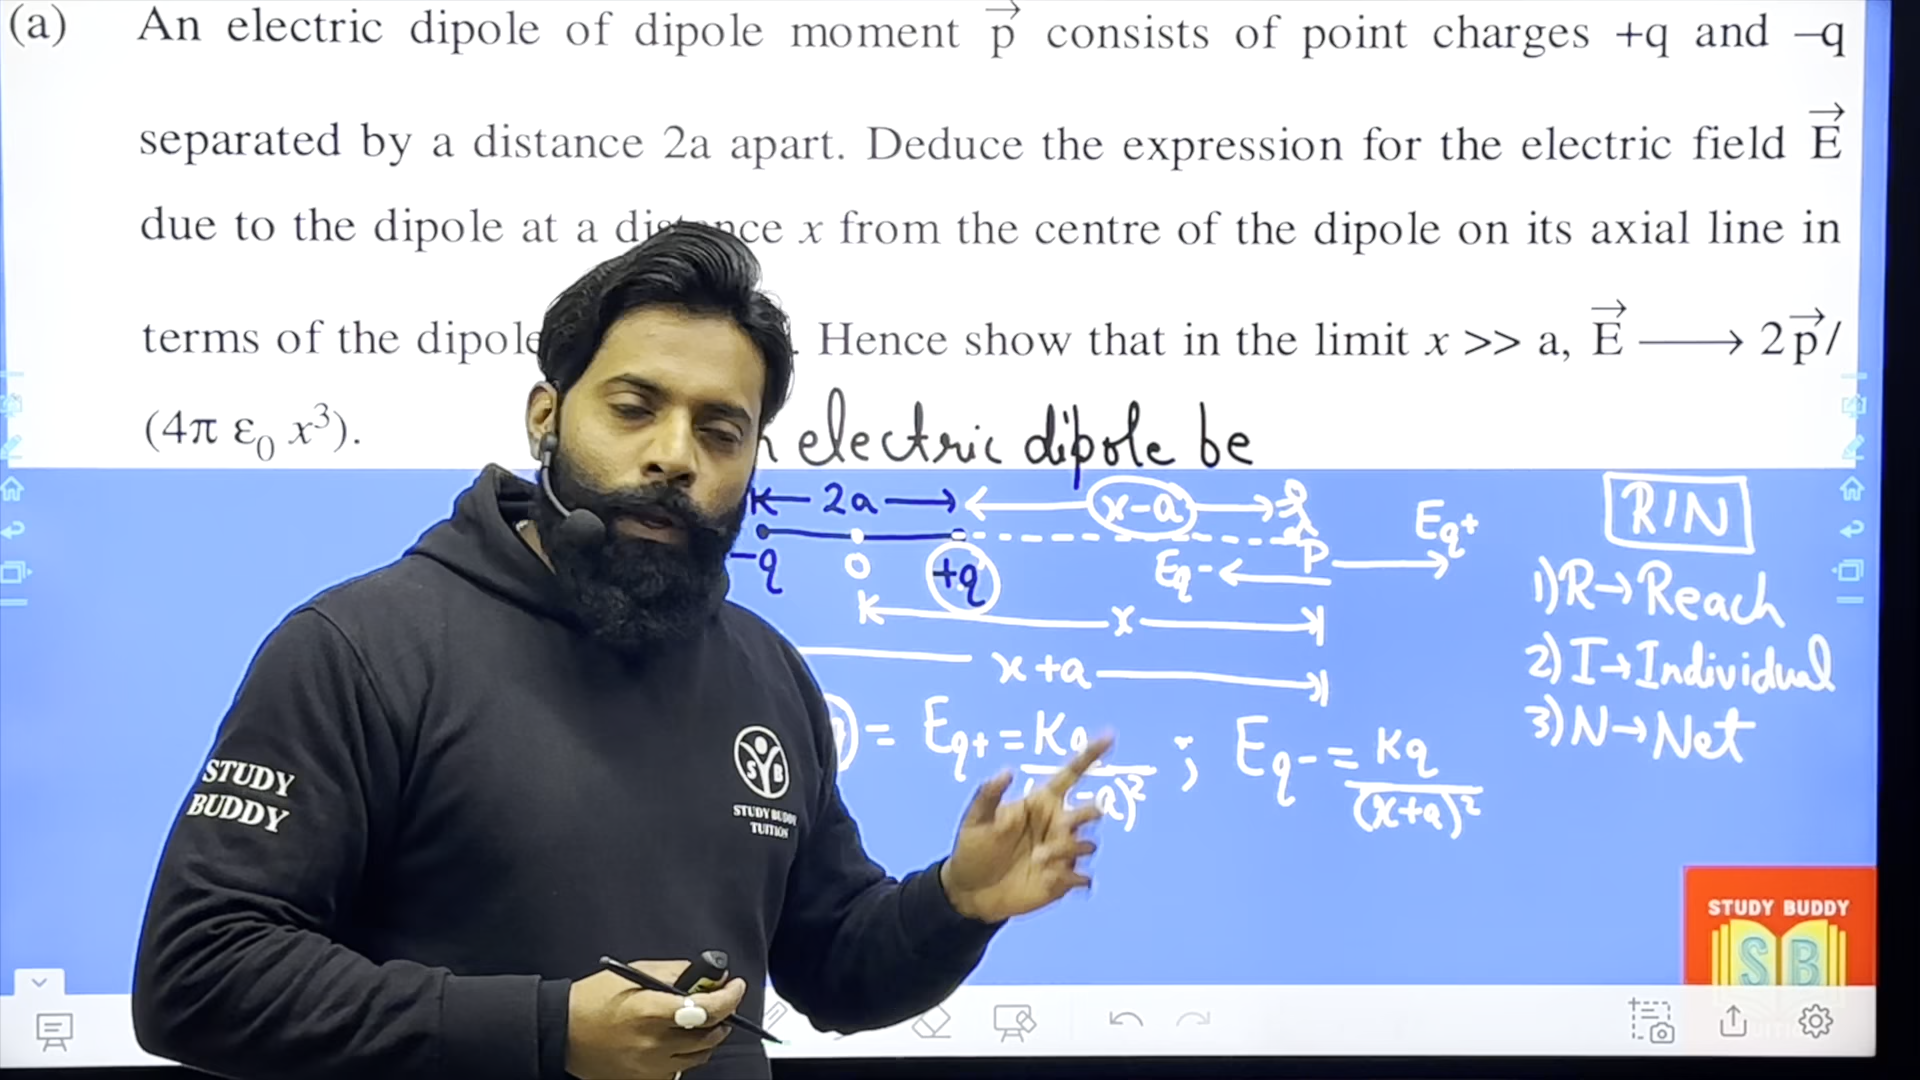 (a) An electric dipole of dipole moment p⃗ consists of point charges +q and –q
separated by a distance 2a apart. Deduce the expression for the electric field E⃗
due to the dipole at a distance x from the centre of the dipole on its axial line in
terms of the dipole . Hence show that in the limit x >> a, E⃗ ⟶ 2p⃗/
(4π ε₀ x³).
electric dipole be
2a x-a
-q O +q Eq- P Eq+
x
x+a
= Eq+ = Kq/( -a)² ; Eq- = Kq/(x+a)²
RIN
1) R→Reach
2) I→Individual
3) N→Net
STUDY
BUDDY
S Y B
STUDY BUDDY
TUITION
STUDY BUDDY
S B